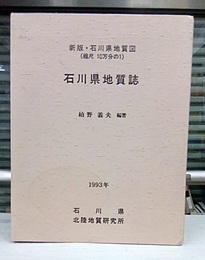 新版・石川県地質図
(縮尺 10万分の1)
石川県地質誌
絈野 義夫 編著
1993年
石川県
北陸地質研究所